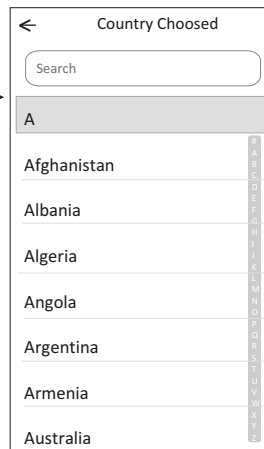 Country Choosed
Search
A
Afghanistan
Albania
Algeria
Angola
Argentina
Armenia
Australia
#
A
B
C
D
E
F
G
H
I
J
K
L
M
N
O
P
Q
R
S
T
U
V
W
X
Y
Z